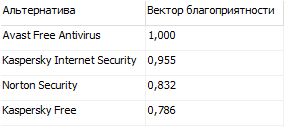 Альтернатива Вектор благоприятности
Avast Free Antivirus 1,000
Kaspersky Internet Security 0,955
Norton Security 0,832
Kaspersky Free 0,786